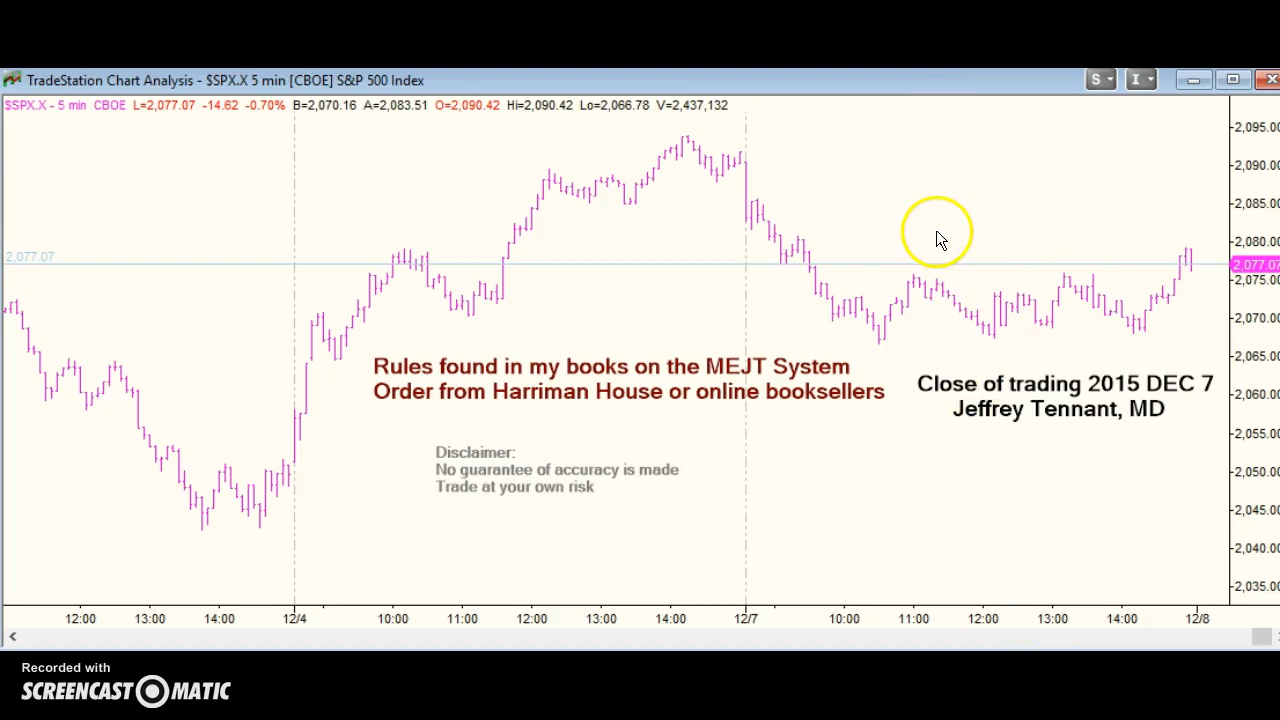 TradeStation Chart Analysis - $SPX.X 5 min [CBOE] S&P 500 Index
S I
$SPX.X - 5 min CBOE L=2,077.07 -14.62 -0.70% B=2,070.16 A=2,083.51 O=2,090.42 Hi=2,090.42 Lo=2,066.78 V=2,437,132
2,095.00
2,090.00
2,085.00
2,080.00
2,077.07
2,077.07
2,075.00
2,070.00
2,065.00
2,060.00
2,055.00
2,050.00
2,045.00
2,040.00
2,035.00
Rules found in my books on the MEJT System
Order from Harriman House or online booksellers
Close of trading 2015 DEC 7
Jeffrey Tennant, MD
Disclaimer:
No guarantee of accuracy is made
Trade at your own risk
12:00 13:00 14:00 12/4 10:00 11:00 12:00 13:00 14:00 12/7 10:00 11:00 12:00 13:00 14:00 12/8
Recorded with
SCREENCAST MATIC